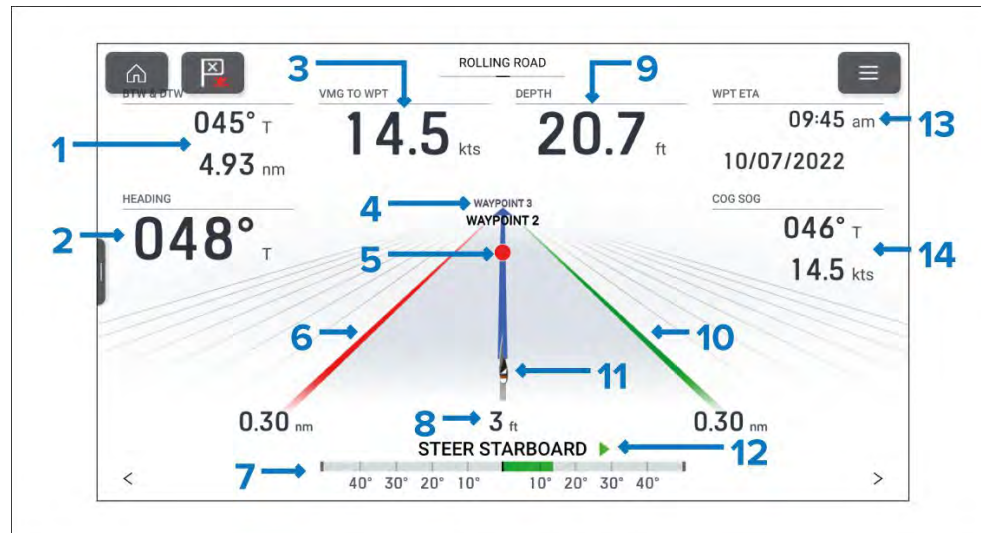 3
ROLLING ROAD
9
BTW & DTW
VMG TO WPT
DEPTH
WPT ETA
1
045° T
4.93 nm
14.5 kts
20.7 ft
09:45 am
13
10/07/2022
HEADING
2
048° T
4
WAYPOINT 3
WAYPOINT 2
COG SOG
046° T
14.5 kts
14
5
6
10
11
0.30 nm
8
3 ft
0.30 nm
STEER STARBOARD
12
7
40° 30° 20° 10° 10° 20° 30° 40°